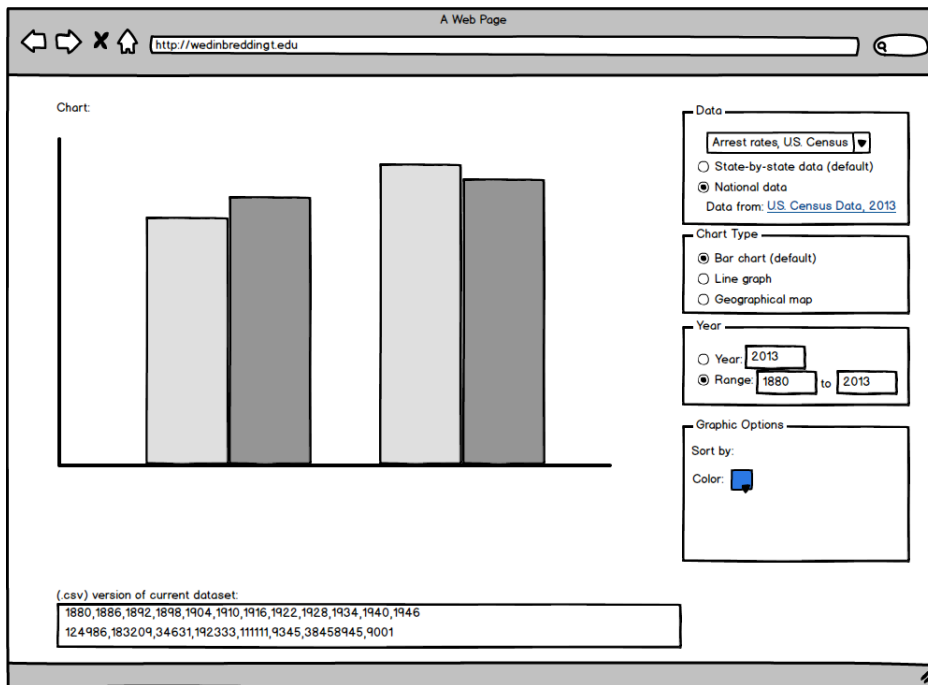 A Web Page
http://wedinbreddingt.edu
Chart:
Data
Arrest rates, U.S. Census
State-by-state data (default)
National data
Data from: U.S. Census Data, 2013
Chart Type
Bar chart (default)
Line graph
Geographical map
Year
Year: 2013
Range: 1880 to 2013
Graphic Options
Sort by:
Color:
(.csv) version of current dataset:
1880,1886,1892,1898,1904,1910,1916,1922,1928,1934,1940,1946
124986,183209,34631,192333,111111,9345,38458945,9001